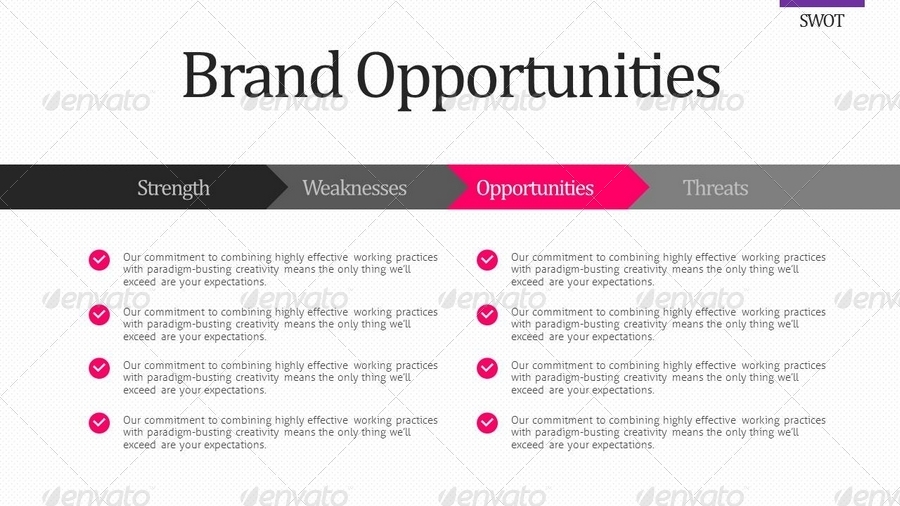 SWOT
Brand Opportunities
Strength Weaknesses Opportunities Threats
Our commitment to combining highly effective working practices
with paradigm-busting creativity means the only thing we'll
exceed are your expectations.
Our commitment to combining highly effective working practices
with paradigm-busting creativity means the only thing we'll
exceed are your expectations.
Our commitment to combining highly effective working practices
with paradigm-busting creativity means the only thing we'll
exceed are your expectations.
Our commitment to combining highly effective working practices
with paradigm-busting creativity means the only thing we'll
exceed are your expectations.
Our commitment to combining highly effective working practices
with paradigm-busting creativity means the only thing we'll
exceed are your expectations.
Our commitment to combining highly effective working practices
with paradigm-busting creativity means the only thing we'll
exceed are your expectations.
Our commitment to combining highly effective working practices
with paradigm-busting creativity means the only thing we'll
exceed are your expectations.
Our commitment to combining highly effective working practices
with paradigm-busting creativity means the only thing we'll
exceed are your expectations.
envato envato envato envato envato
envato envato envato envato envato
envato envato envato envato envato